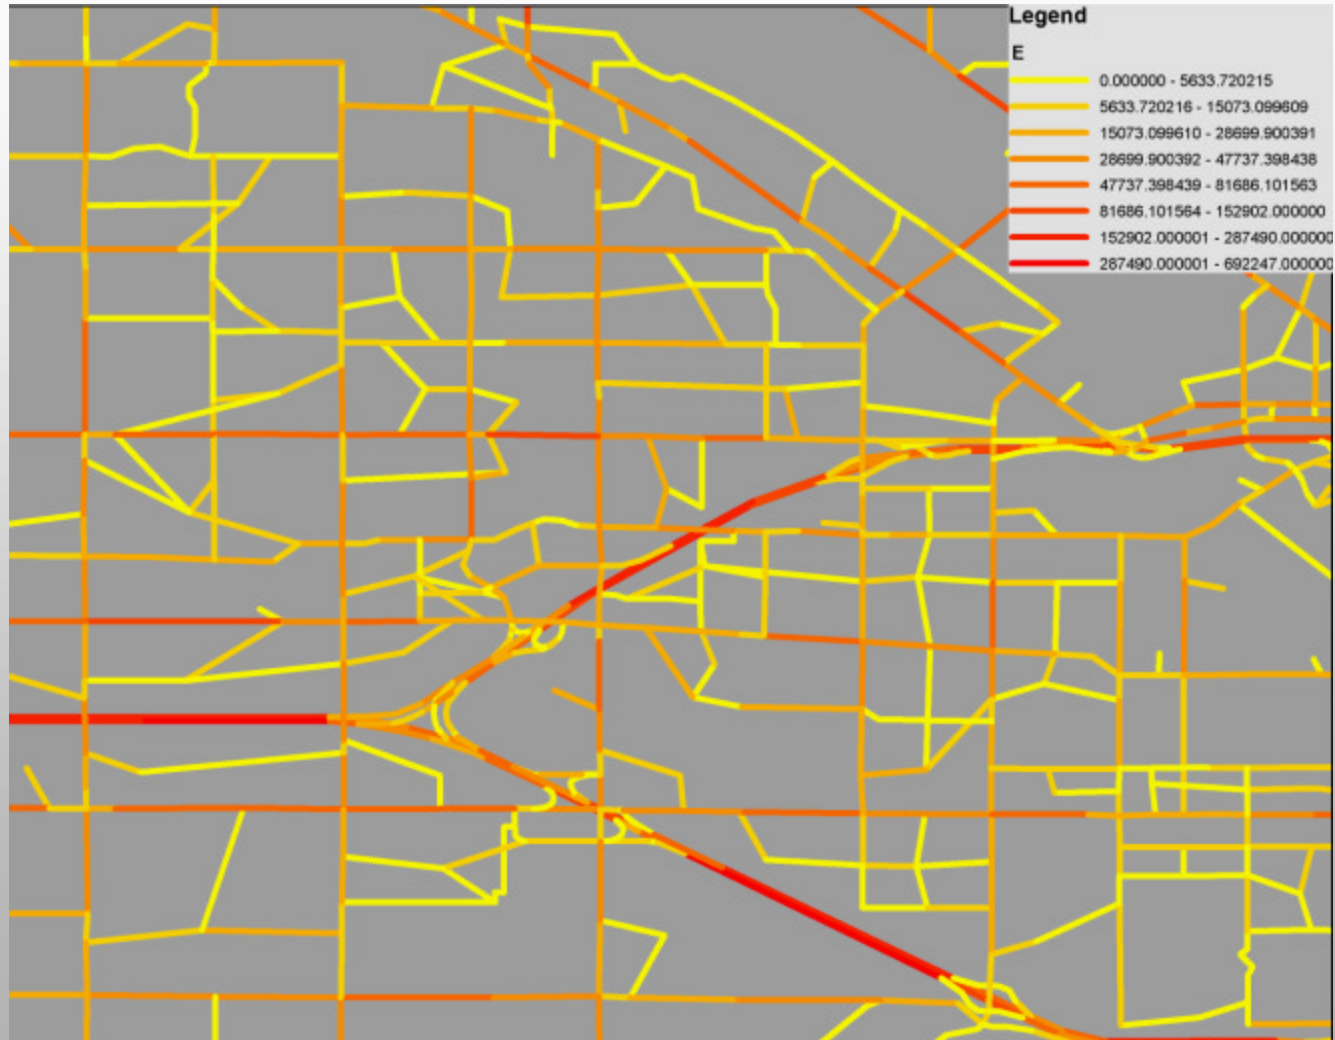 Legend
E
0.000000 - 5633.720215
5633.720216 - 15073.099609
15073.099610 - 28699.900391
28699.900392 - 47737.398438
47737.398439 - 81686.101563
81686.101564 - 152902.000000
152902.000001 - 287490.000000
287490.000001 - 692247.000000